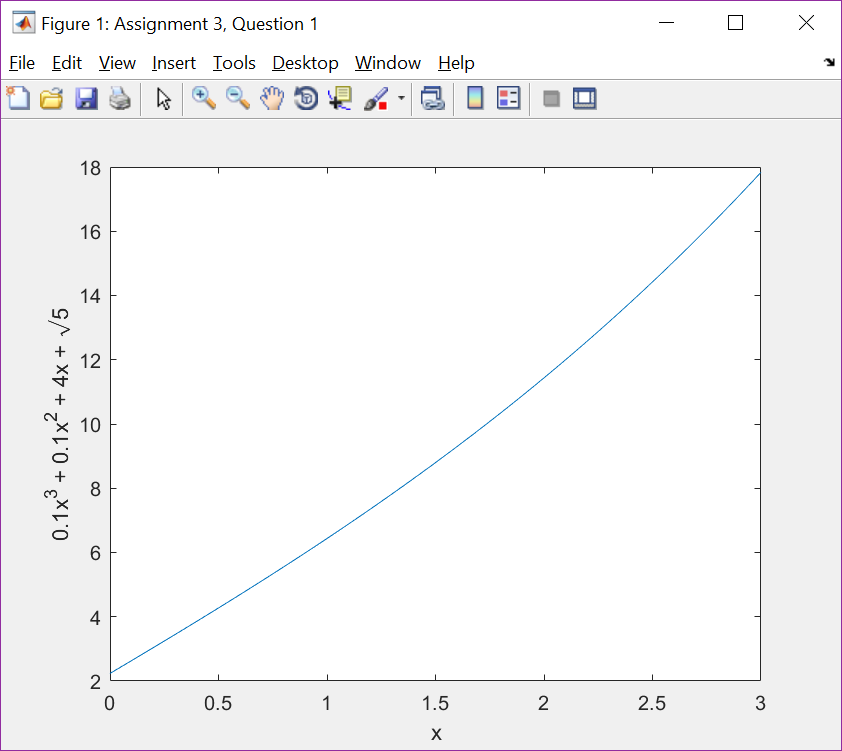 Figure 1: Assignment 3, Question 1
File Edit View Insert Tools Desktop Window Help
18
16
14
12
10
8
6
4
2
0.1x³ + 0.1x² + 4x + √5
0 0.5 1 1.5 2 2.5 3
x